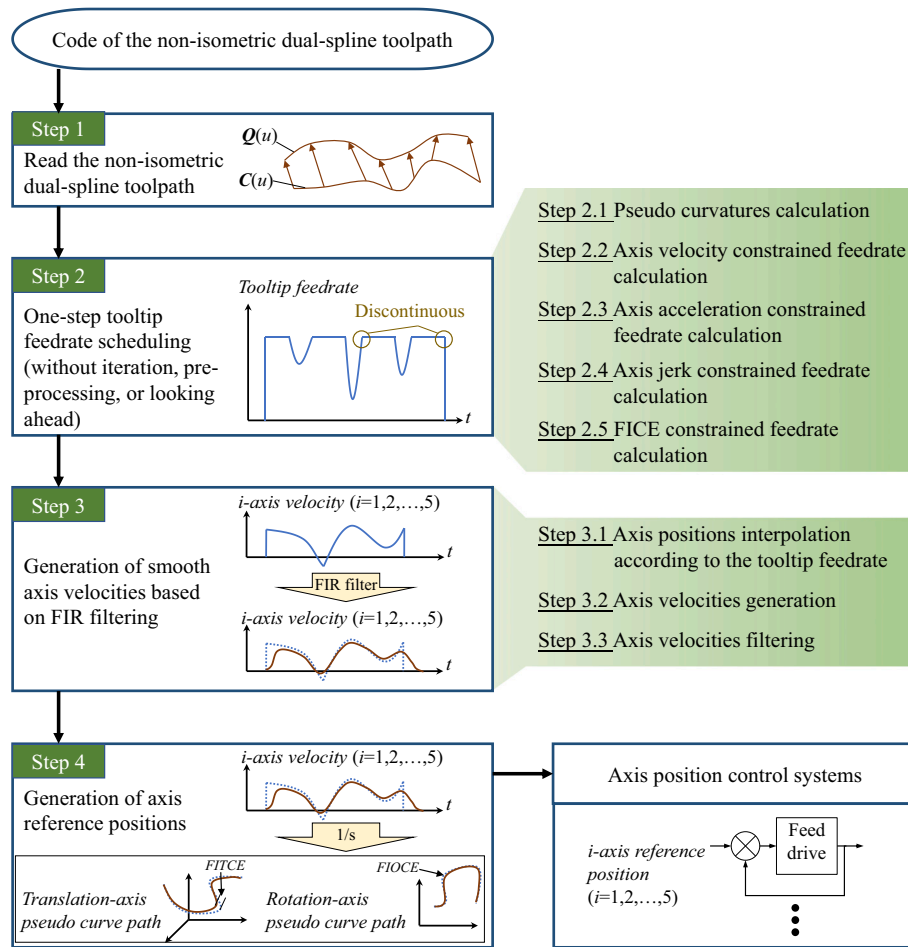 Code of the non-isometric dual-spline toolpath
Step 1
Read the non-isometric
dual-spline toolpath
Q(u)
C(u)
Step 2
One-step tooltip
feedrate scheduling
(without iteration, pre-
processing, or looking
ahead)
Tooltip feedrate
Discontinuous
t
Step 2.1 Pseudo curvatures calculation
Step 2.2 Axis velocity constrained feedrate
calculation
Step 2.3 Axis acceleration constrained
feedrate calculation
Step 2.4 Axis jerk constrained feedrate
calculation
Step 2.5 FICE constrained feedrate
calculation
Step 3
Generation of smooth
axis velocities based
on FIR filtering
i-axis velocity (i=1,2,…,5)
t
FIR filter
i-axis velocity (i=1,2,…,5)
t
Step 3.1 Axis positions interpolation
according to the tooltip feedrate
Step 3.2 Axis velocities generation
Step 3.3 Axis velocities filtering
Step 4
Generation of axis
reference positions
i-axis velocity (i=1,2,…,5)
t
1/s
FITCE
Translation-axis
pseudo curve path
FIOCE
Rotation-axis
pseudo curve path
Axis position control systems
i-axis reference
position
(i=1,2,…,5)
Feed
drive